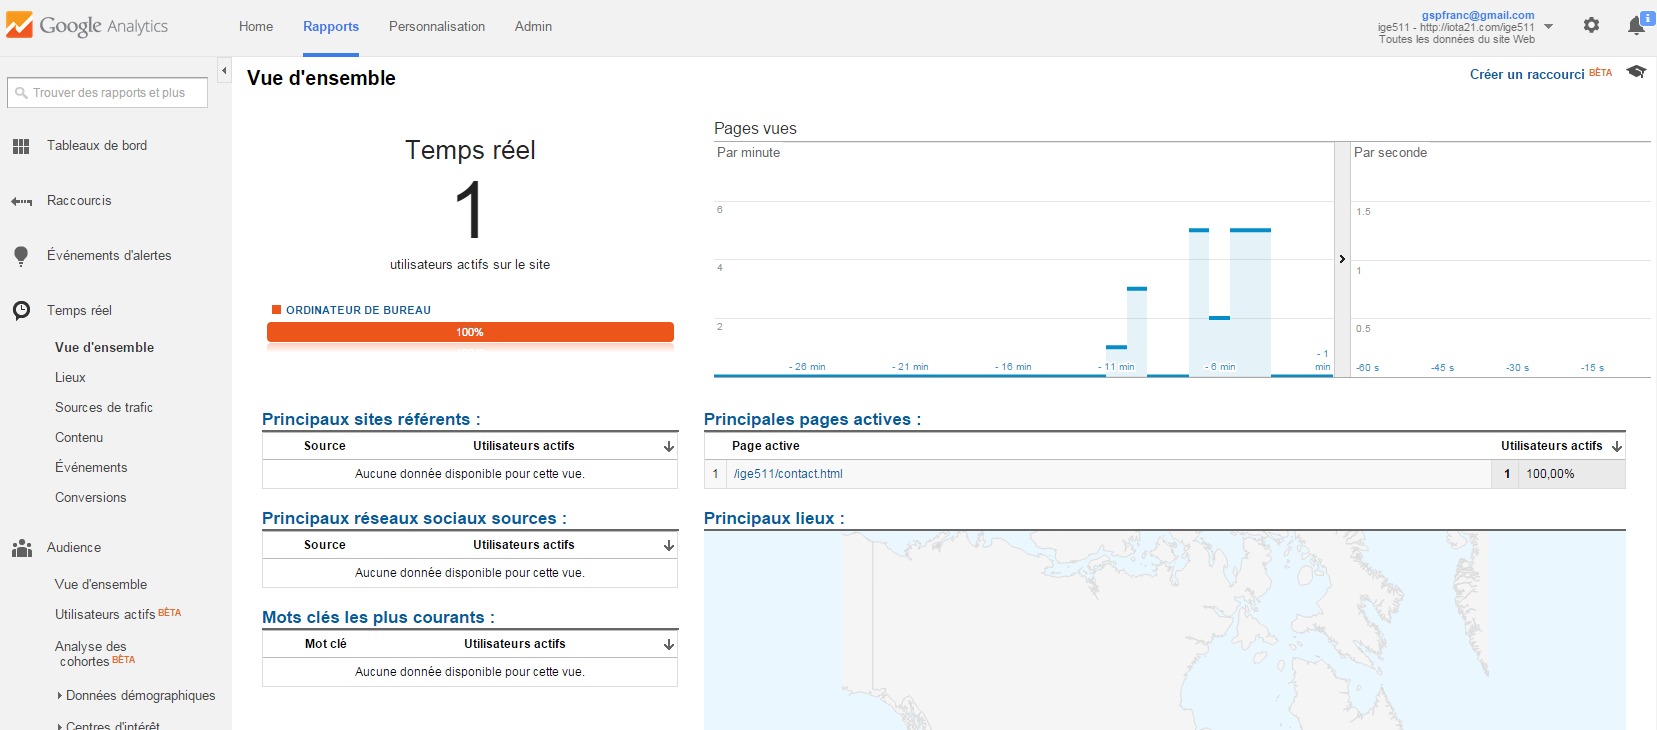 Google Analytics
Home
Rapports
Personnalisation
Admin
gspfranc@gmail.com
ige511 - http://iota21.com/ige511
Toutes les données du site Web
i
Trouver des rapports et plus
Tableaux de bord
Raccourcis
Événements d'alertes
Temps réel
Vue d'ensemble
Lieux
Sources de trafic
Contenu
Événements
Conversions
Audience
Vue d'ensemble
Utilisateurs actifs BÊTA
Analyse des
cohortes BÊTA
Données démographiques
Centres d'intérêt
Vue d'ensemble
Créer un raccourci BÊTA
Temps réel
1
utilisateurs actifs sur le site
ORDINATEUR DE BUREAU
100%
Pages vues
Par minute
6
4
2
- 26 min
- 21 min
- 16 min
- 11 min
- 6 min
- 1
min
Par seconde
1.5
1
0.5
-60 s
-45 s
-30 s
-15 s
Principaux sites référents :
Source Utilisateurs actifs
Aucune donnée disponible pour cette vue.
Principaux réseaux sociaux sources :
Source Utilisateurs actifs
Aucune donnée disponible pour cette vue.
Mots clés les plus courants :
Mot clé Utilisateurs actifs
Aucune donnée disponible pour cette vue.
Principales pages actives :
Page active Utilisateurs actifs
1 /ige511/contact.html 1 100,00%
Principaux lieux :